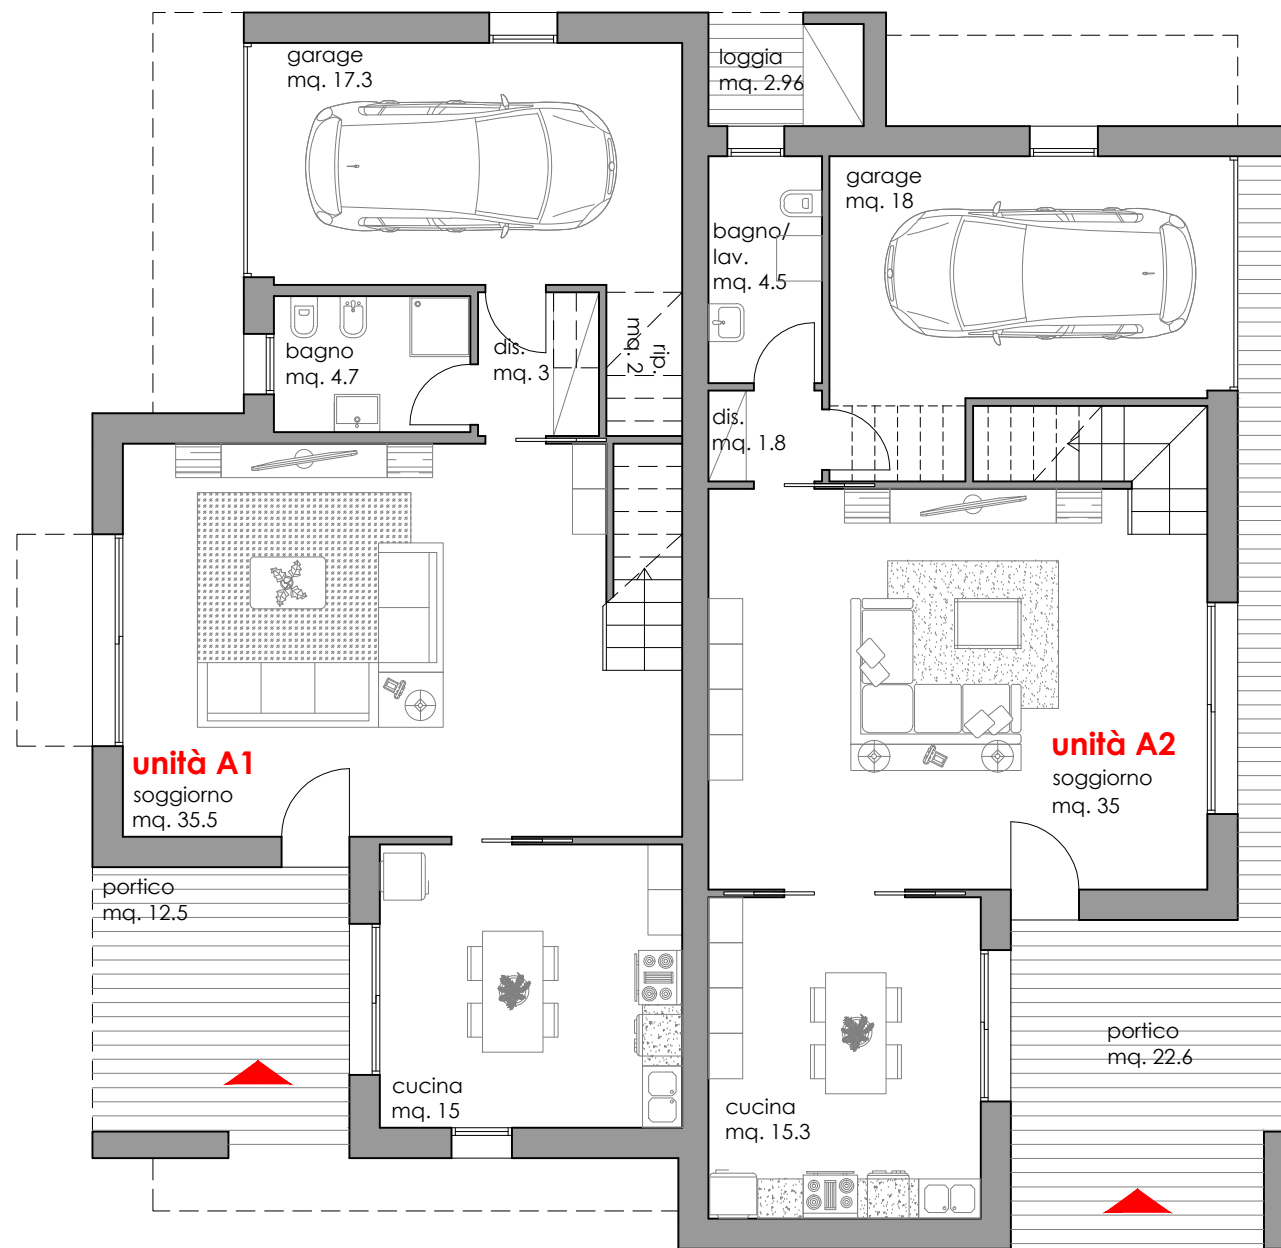 garage
mq. 17.3
loggia
mq. 2.96
garage
mq. 18
bagno/
lav.
mq. 4.5
bagno
mq. 4.7
dis.
mq. 3
rip.
mq. 2
dis.
mq. 1.8
unità A1
soggiorno
mq. 35.5
unità A2
soggiorno
mq. 35
portico
mq. 12.5
cucina
mq. 15
cucina
mq. 15.3
portico
mq. 22.6